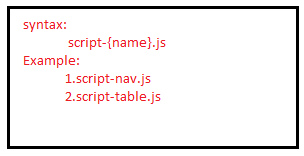 syntax:
script-{name}.js
Example:
1.script-nav.js
2.script-table.js